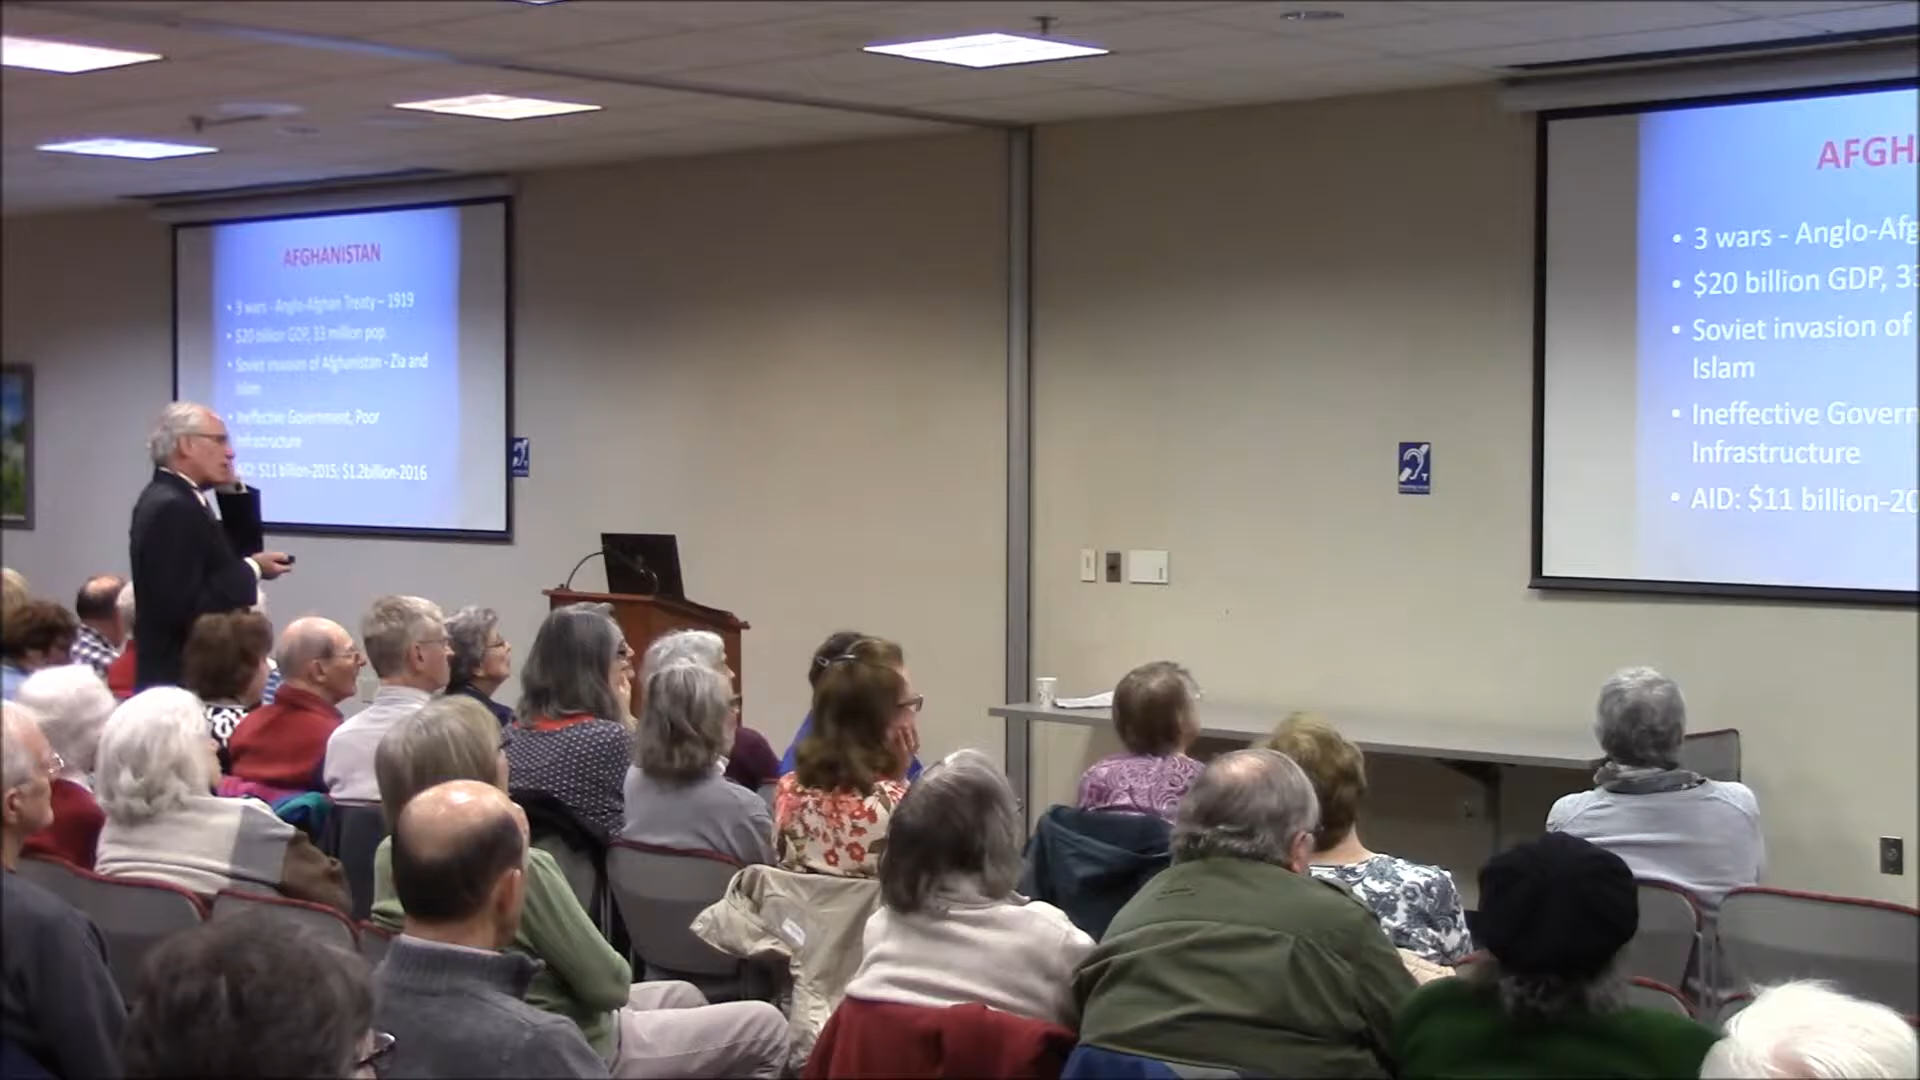 AFGHANISTAN
• 3 wars - Anglo-Afghan Treaty – 1919
• $20 billion GDP, 33 million pop.
• Soviet invasion of Afghanistan - Zia and
Islam
• Ineffective Government, Poor
Infrastructure
AID: $11 billion-2015; $1.2billion-2016
AFGH
• 3 wars - Anglo-Afg
• $20 billion GDP, 33
• Soviet invasion of
Islam
• Ineffective Govern
Infrastructure
• AID: $11 billion-20
T